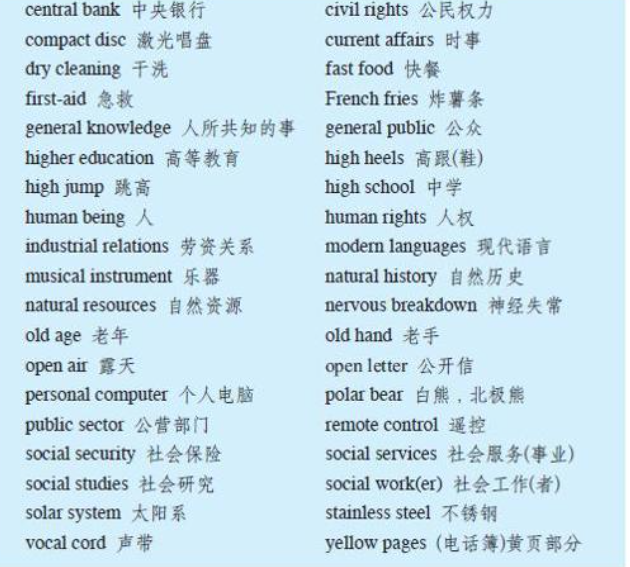 central bank 中央银行 civil rights 公民权力
compact disc 激光唱盘 current affairs 时事
dry cleaning 干洗 fast food 快餐
first-aid 急救 French fries 炸薯条
general knowledge 人所共知的事 general public 公众
higher education 高等教育 high heels 高跟(鞋)
high jump 跳高 high school 中学
human being 人 human rights 人权
industrial relations 劳资关系 modern languages 现代语言
musical instrument 乐器 natural history 自然历史
natural resources 自然资源 nervous breakdown 神经失常
old age 老年 old hand 老手
open air 露天 open letter 公开信
personal computer 个人电脑 polar bear 白熊，北极熊
public sector 公营部门 remote control 遥控
social security 社会保险 social services 社会服务(事业)
social studies 社会研究 social work(er) 社会工作(者)
solar system 太阳系 stainless steel 不锈钢
vocal cord 声带 yellow pages (电话簿)黄页部分